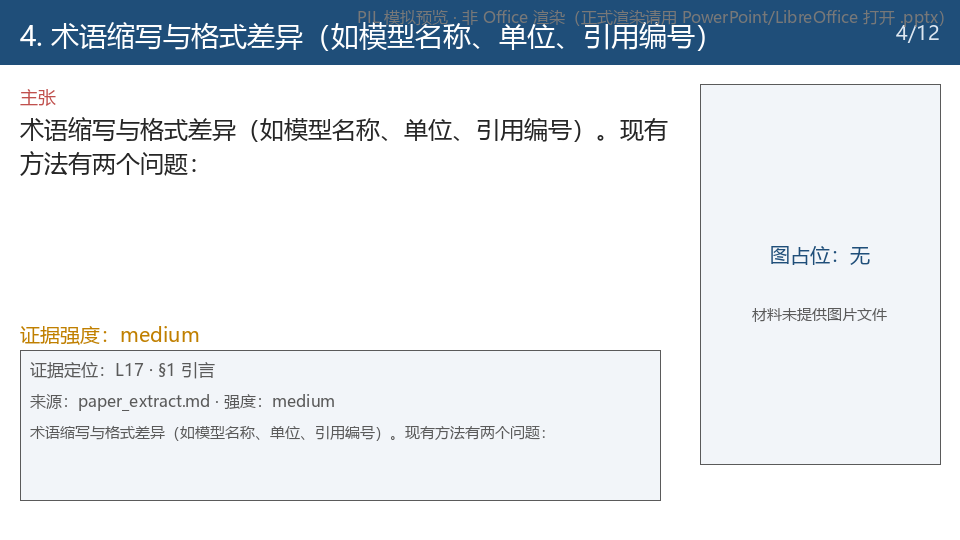 PIL 模拟预览 · 非 Office 渲染（正式渲染请用 PowerPoint/LibreOffice 打开 .pptx）
4. 术语缩写与格式差异（如模型名称、单位、引用编号）
4/12
主张
术语缩写与格式差异（如模型名称、单位、引用编号）。现有
方法有两个问题：
图占位：无
材料未提供图片文件
证据强度：medium
证据定位：L17 · §1 引言
来源：paper_extract.md · 强度：medium
术语缩写与格式差异（如模型名称、单位、引用编号）。现有方法有两个问题：